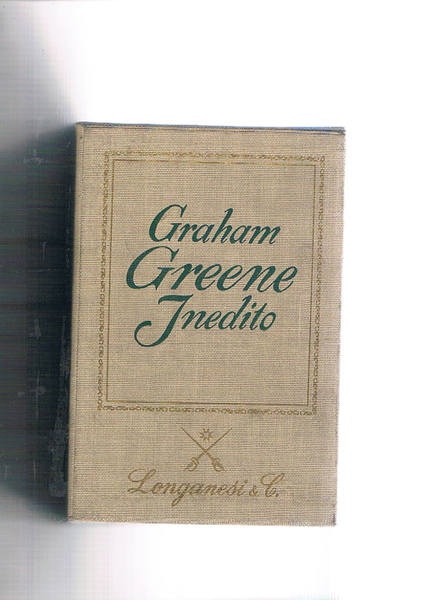 Graham
Greene
Inedito
Longanesi & C.